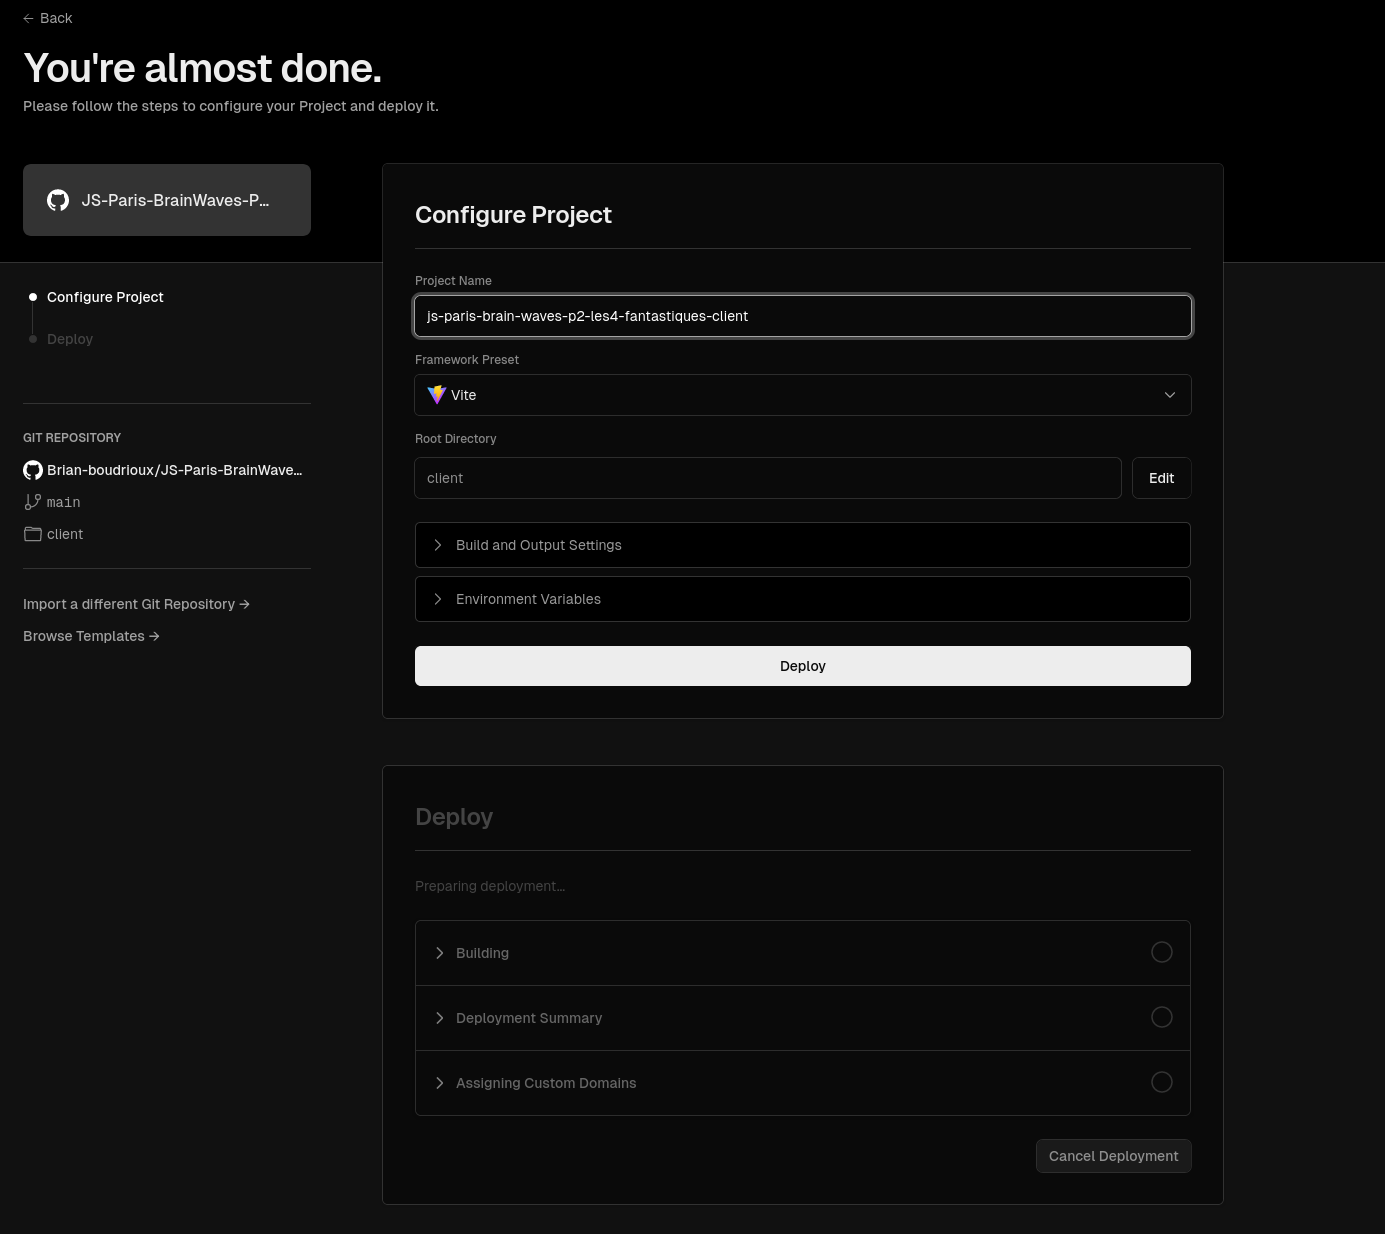 ← Back
You're almost done.
Please follow the steps to configure your Project and deploy it.
JS-Paris-BrainWaves-P...
Configure Project
Deploy
GIT REPOSITORY
Brian-boudrioux/JS-Paris-BrainWave...
main
client
Import a different Git Repository →
Browse Templates →
Configure Project
Project Name
js-paris-brain-waves-p2-les4-fantastiques-client
Framework Preset
Vite
Root Directory
client
Edit
Build and Output Settings
Environment Variables
Deploy
Deploy
Preparing deployment...
Building
Deployment Summary
Assigning Custom Domains
Cancel Deployment